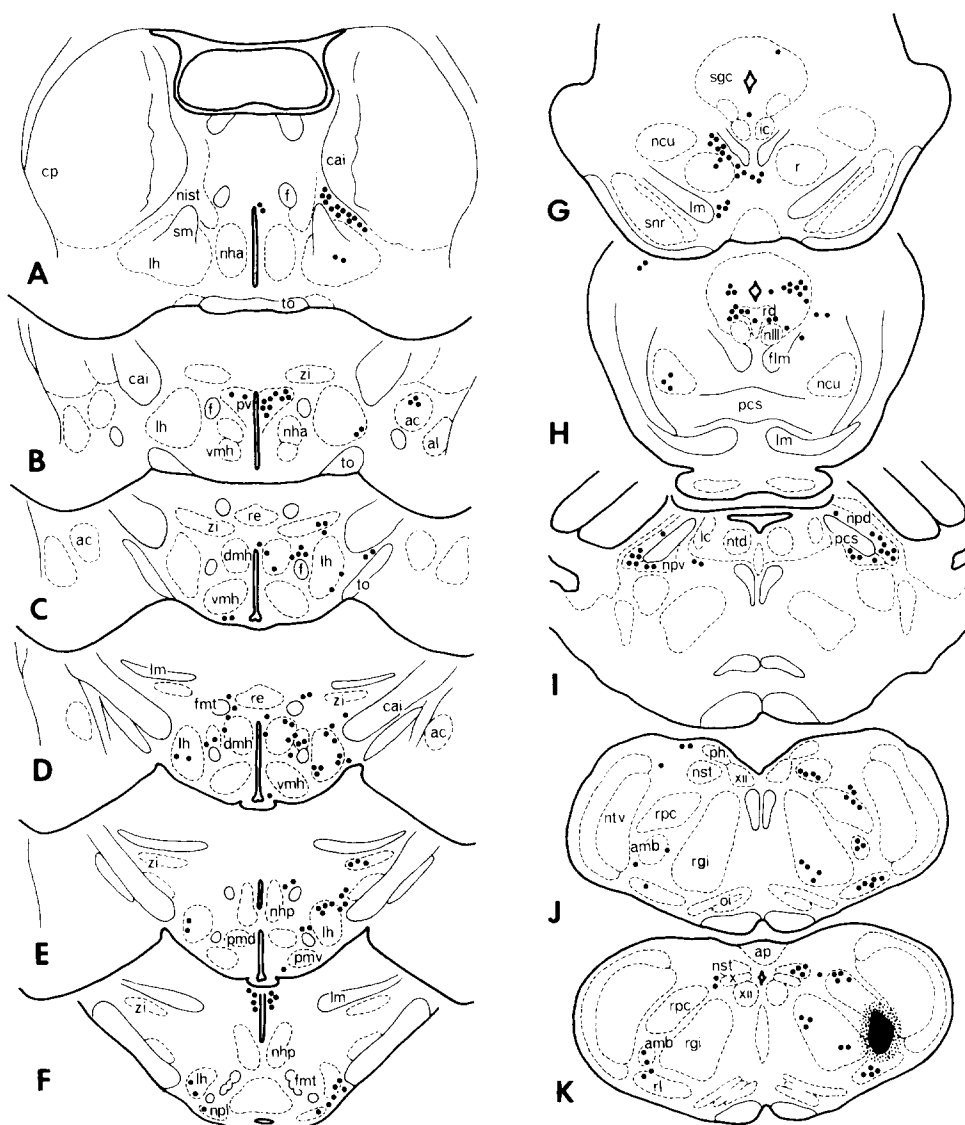 cp
cai
nist
f
sm
lh
nha
to
A
cai
zi
pv
f
lh
ac
nha
al
vmh
to
B
re
zi
ac
dmh
lh
f
vmh
to
C
lm
re
fmt
zi
cai
lh
dmh
ac
vmh
D
zi
nhp
lh
pmd
pmv
E
zi
lm
nhp
lh
fmt
npl
F
sgc
ic
ncu
r
lm
snr
G
rd
nIII
flm
ncu
pcs
lm
H
npd
lc
ntd
pcs
npv
I
ph
nst
xII
ntv
rpc
amb
rgi
oi
J
ap
nst
x
xII
rpc
amb
rgi
rl
K